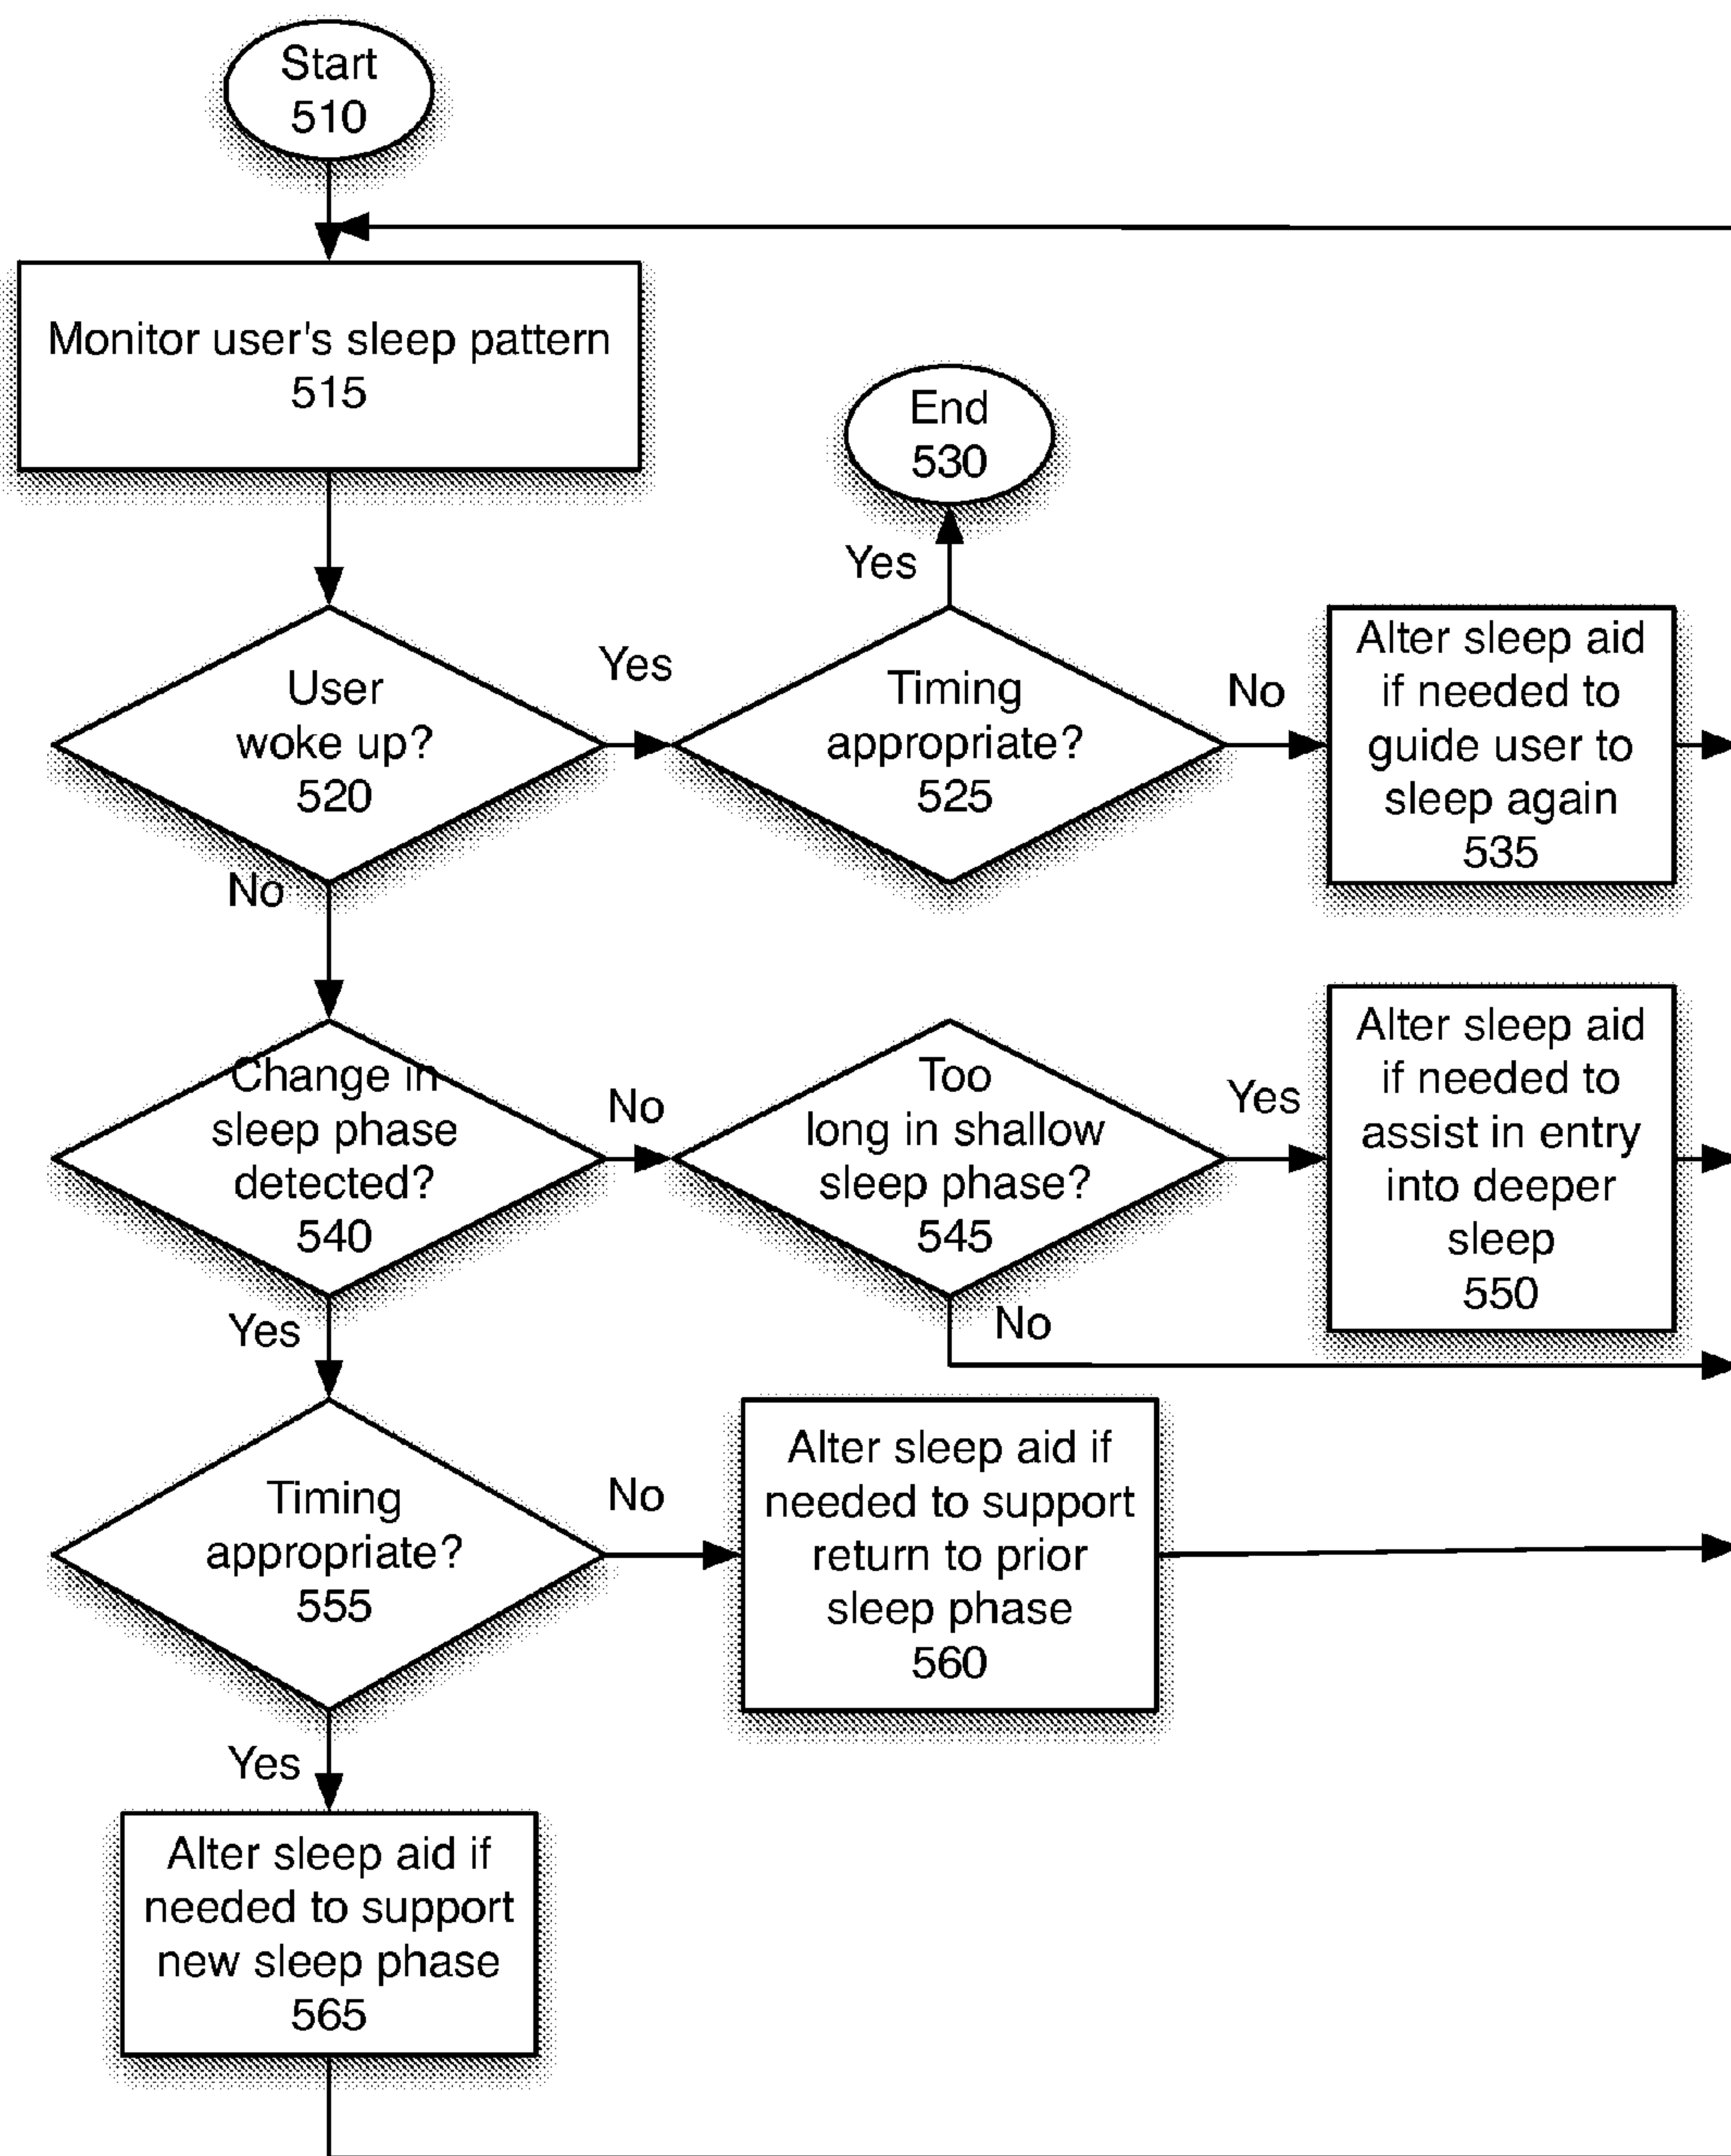 Start
510
Monitor user's sleep pattern
515
End
530
Yes
User
woke up?
520
Yes
Timing
appropriate?
525
No
Alter sleep aid
if needed to
guide user to
sleep again
535
No
Change in
sleep phase
detected?
540
No
Too
long in shallow
sleep phase?
545
Yes
Alter sleep aid
if needed to
assist in entry
into deeper
sleep
550
Yes
No
Timing
appropriate?
555
No
Alter sleep aid if
needed to support
return to prior
sleep phase
560
Yes
Alter sleep aid if
needed to support
new sleep phase
565